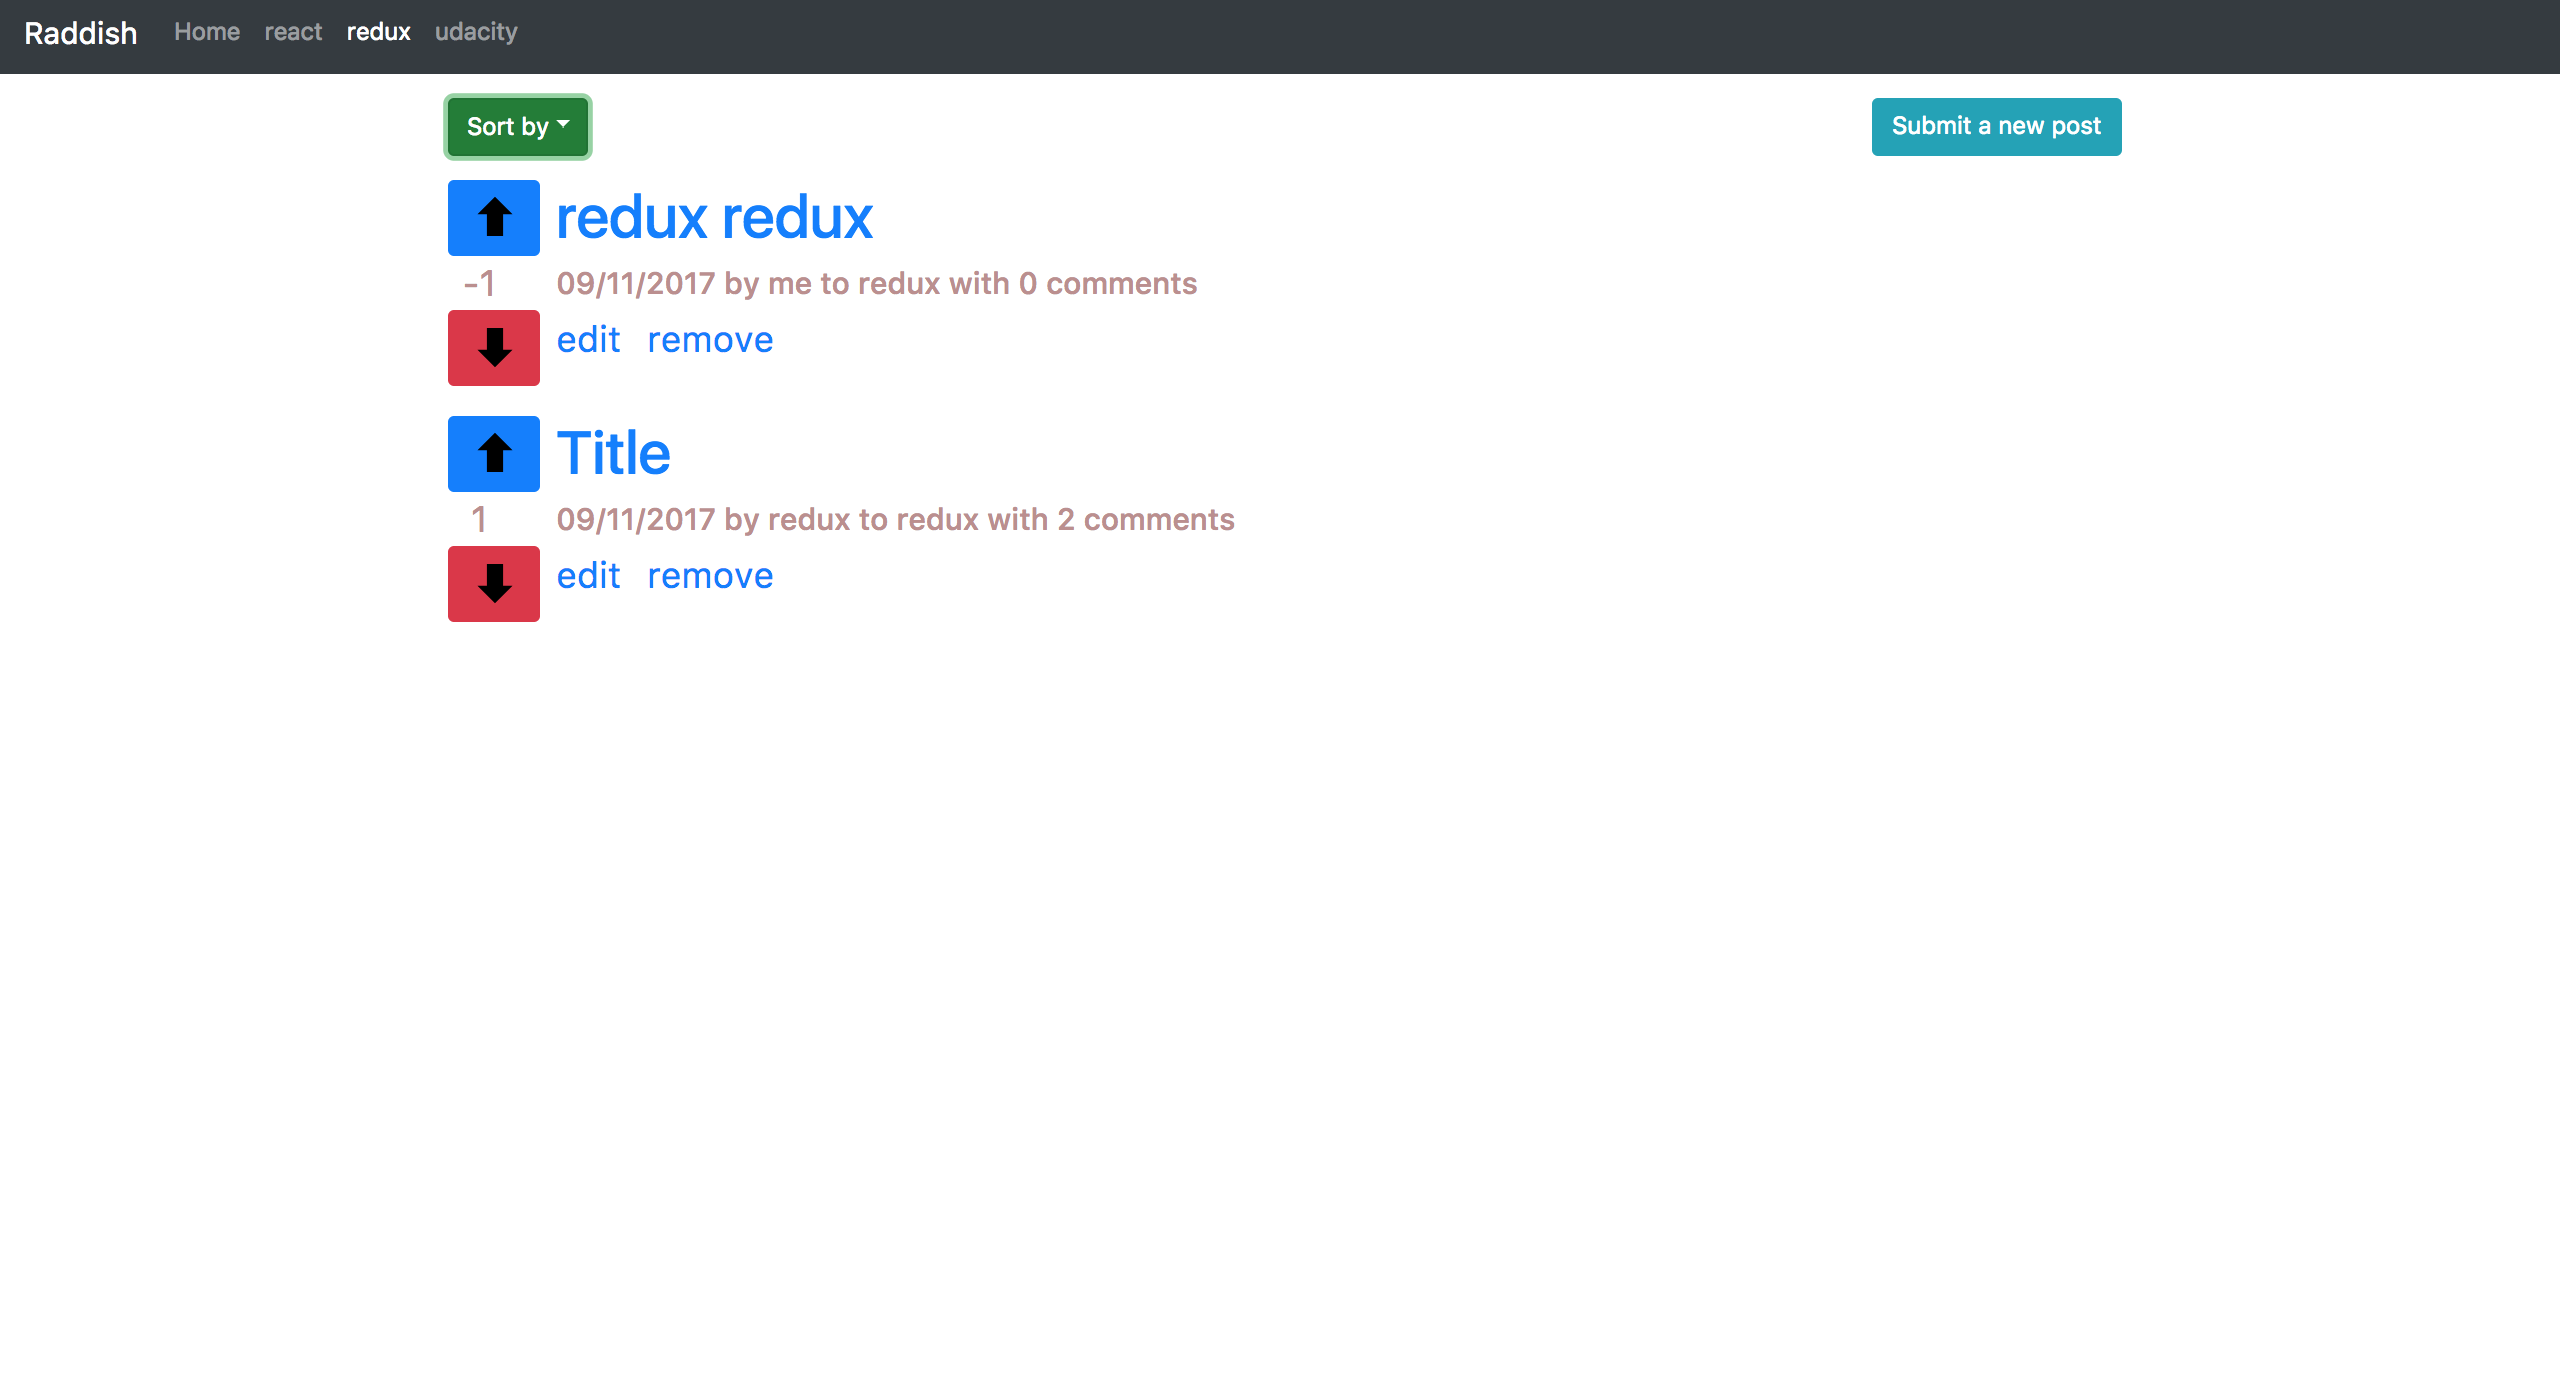 Raddish Home react redux udacity
Sort by Submit a new post
redux redux
-1 09/11/2017 by me to redux with 0 comments
edit remove
Title
1 09/11/2017 by redux to redux with 2 comments
edit remove